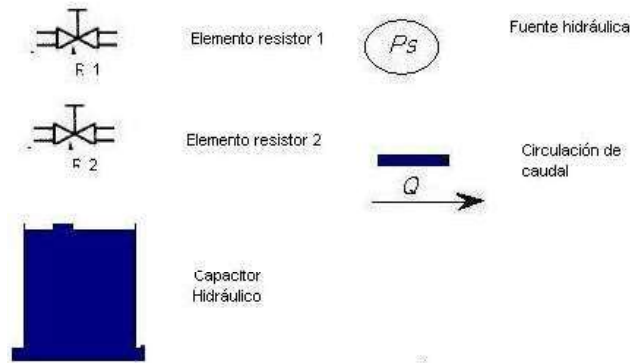 Elemento resistor 1
R 1
Ps
Fuente hidráulica
Elemento resistor 2
R 2
Circulación de
caudal
Q
Capacitor
Hidráulico